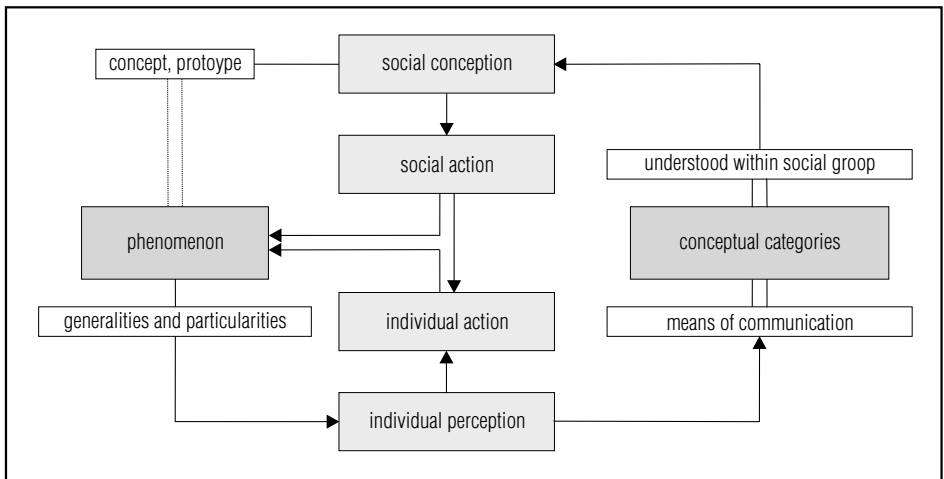 concept, protoype
social conception
social action
understood within social groop
phenomenon
conceptual categories
generalities and particularities
individual action
means of communication
individual perception